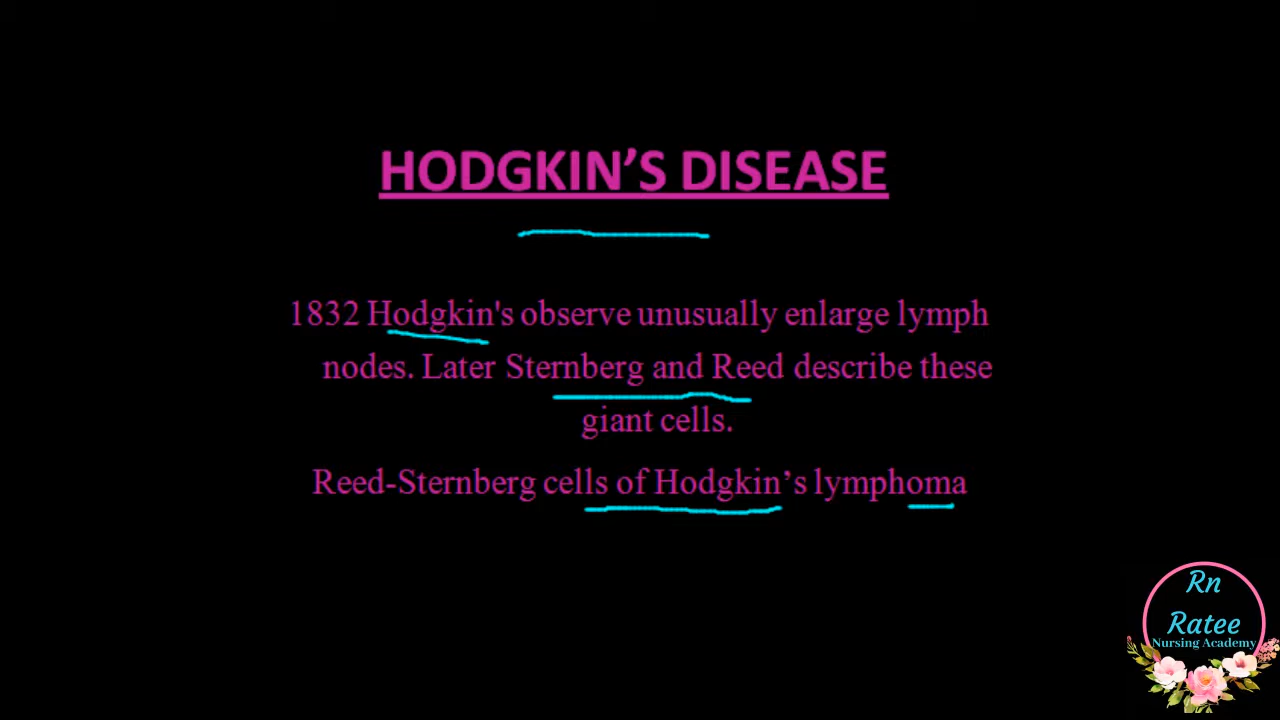 HODGKIN’S DISEASE
1832 Hodgkin's observe unusually enlarge lymph
nodes. Later Sternberg and Reed describe these
giant cells.
Reed-Sternberg cells of Hodgkin’s lymphoma
Rn
Ratee
Nursing Academy